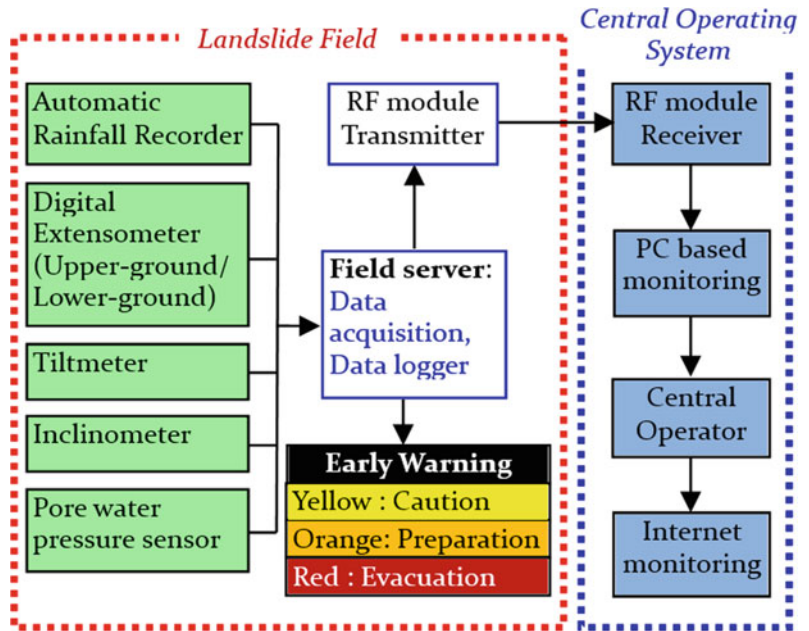 Landslide Field
Central Operating
System
Automatic
Rainfall Recorder
Digital
Extensometer
(Upper-ground/
Lower-ground)
Tiltmeter
Inclinometer
Pore water
pressure sensor
RF module
Transmitter
Field server:
Data
acquisition,
Data logger
Early Warning
Yellow : Caution
Orange: Preparation
Red : Evacuation
RF module
Receiver
PC based
monitoring
Central
Operator
Internet
monitoring